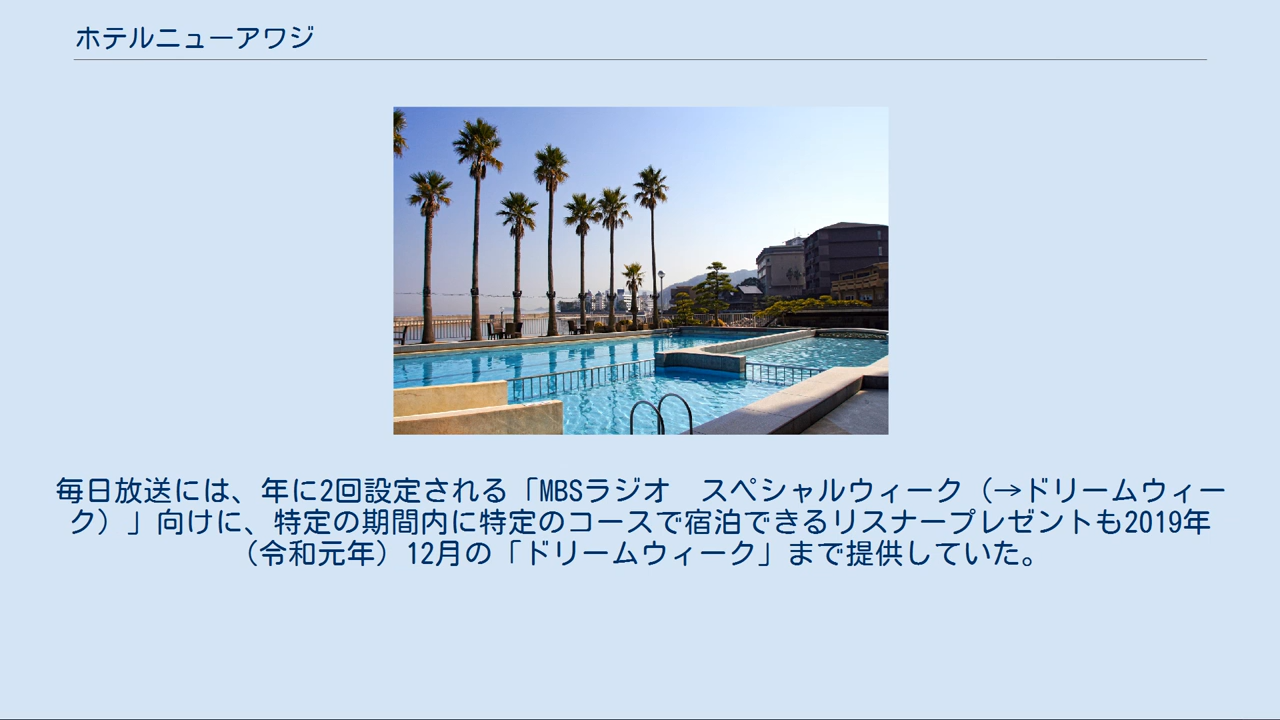 ホテルニューアワジ
毎日放送には、年に2回設定される「MBSラジオ　スペシャルウィーク（→ドリームウィー
ク）」向けに、特定の期間内に特定のコースで宿泊できるリスナープレゼントも2019年
（令和元年）12月の「ドリームウィーク」まで提供していた。